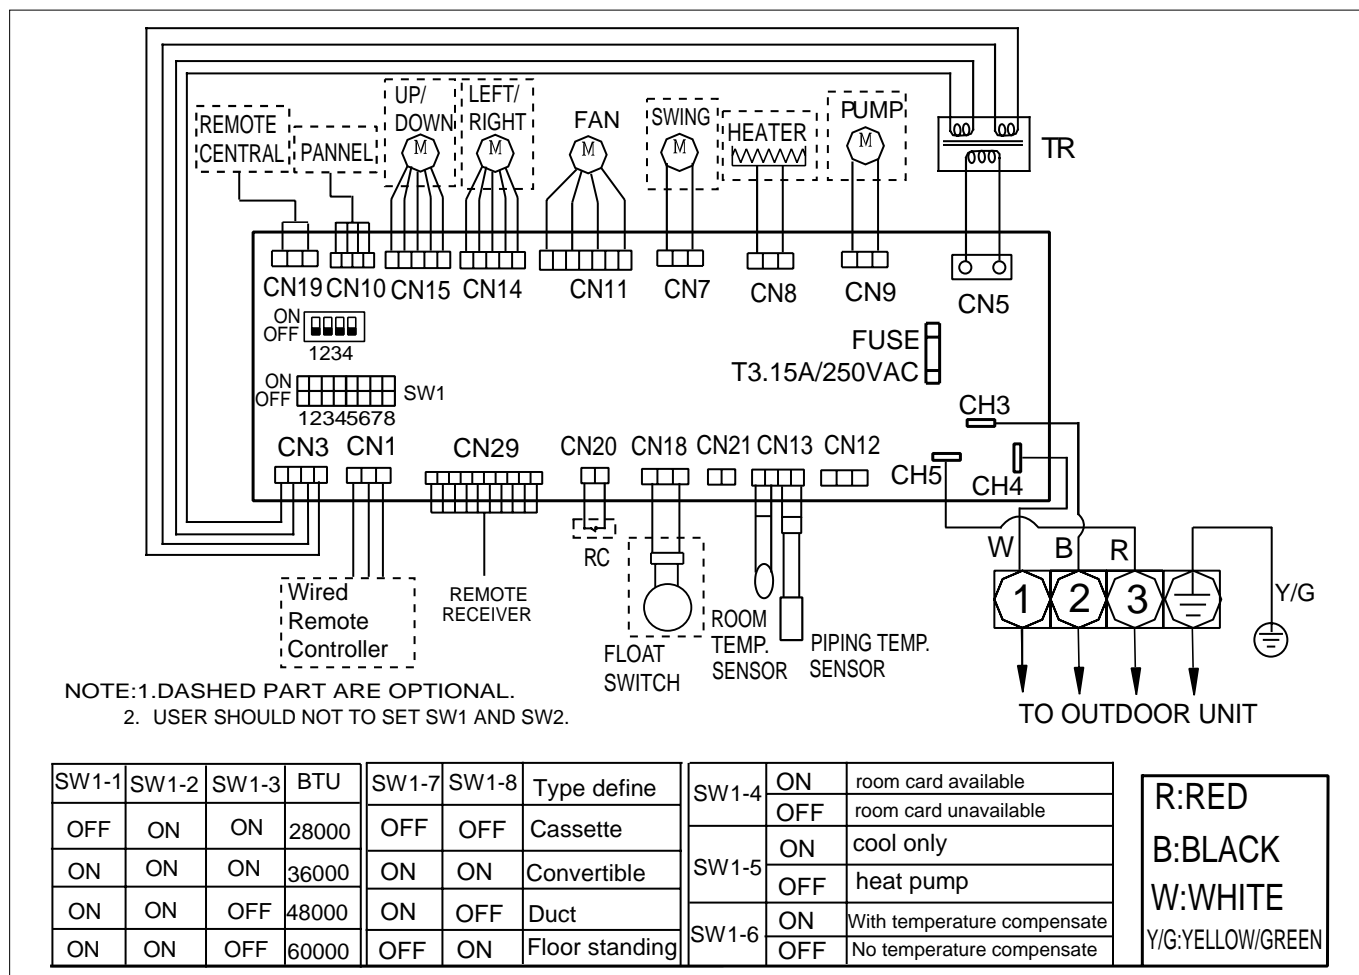 UP/
DOWN
LEFT/
RIGHT
REMOTE
CENTRAL
PANNEL
FAN
SWING
HEATER
PUMP
TR
M
M
M
M
M
CN19 CN10 CN15 CN14 CN11 CN7 CN8 CN9 CN5
ON
OFF
1234
FUSE
T3.15A/250VAC
ON
OFF
SW1
12345678
CH3
CN3 CN1 CN29 CN20 CN18 CN21 CN13 CN12
CH5
CH4
RC
W B R
1 2 3
Y/G
Wired
Remote
Controller
REMOTE
RECEIVER
FLOAT
SWITCH
ROOM
TEMP.
SENSOR
PIPING TEMP.
SENSOR
TO OUTDOOR UNIT
NOTE:1.DASHED PART ARE OPTIONAL.
2. USER SHOULD NOT TO SET SW1 AND SW2.
SW1-1 SW1-2 SW1-3 BTU
OFF ON ON 28000
ON ON ON 36000
ON ON OFF 48000
ON ON OFF 60000
SW1-7 SW1-8 Type define
OFF OFF Cassette
ON ON Convertible
ON OFF Duct
OFF ON Floor standing
SW1-4 ON room card available
OFF room card unavailable
SW1-5 ON cool only
OFF heat pump
SW1-6 ON With temperature compensate
OFF No temperature compensate
R:RED
B:BLACK
W:WHITE
Y/G:YELLOW/GREEN